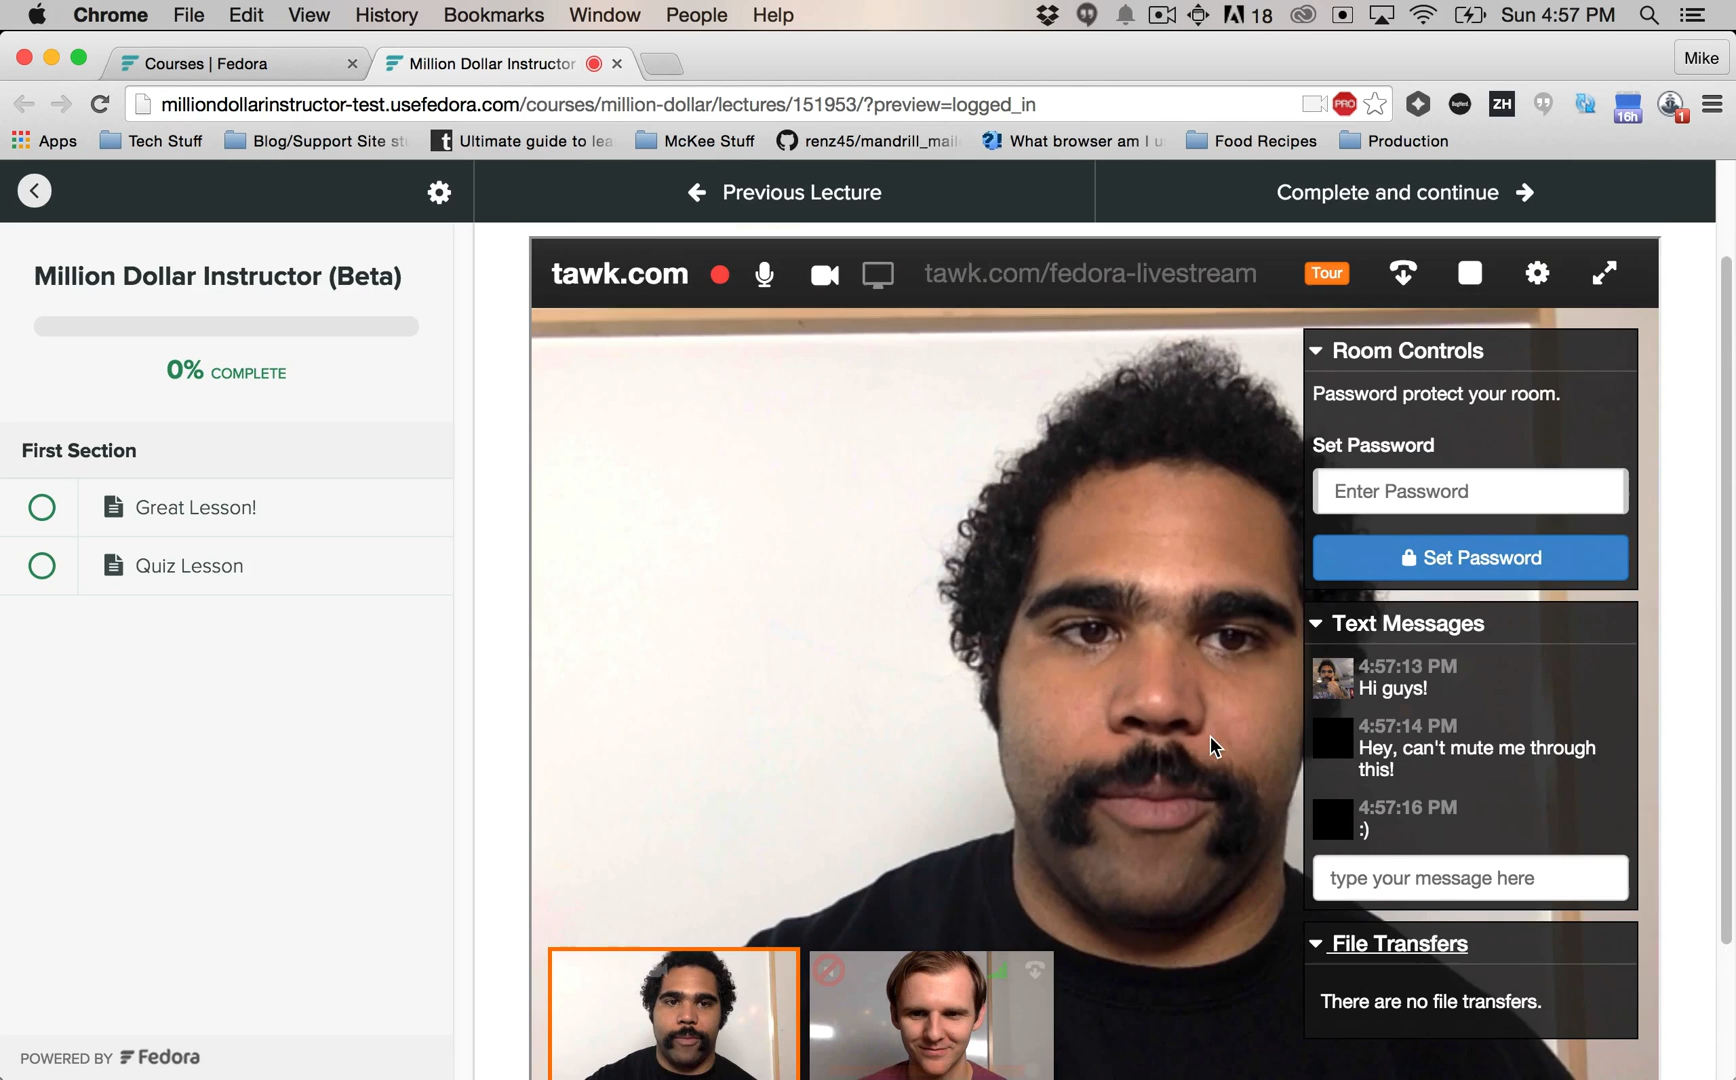 Chrome File Edit View History Bookmarks Window People Help 18 Sun 4:57 PM
Courses | Fedora
Million Dollar Instructor
Mike
milliondollarinstructor-test.usefedora.com/courses/million-dollar/lectures/151953/?preview=logged_in
PRO
ZH
16h
1
Apps Tech Stuff Blog/Support Site st Ultimate guide to lea McKee Stuff renz45/mandrill_mail What browser am I u Food Recipes Production
Previous Lecture
Complete and continue
Million Dollar Instructor (Beta)
0% COMPLETE
First Section
Great Lesson!
Quiz Lesson
POWERED BY Fedora
tawk.com
tawk.com/fedora-livestream
Tour
Room Controls
Password protect your room.
Set Password
Enter Password
Set Password
Text Messages
4:57:13 PM
Hi guys!
4:57:14 PM
Hey, can't mute me through
this!
4:57:16 PM
:)
type your message here
File Transfers
There are no file transfers.